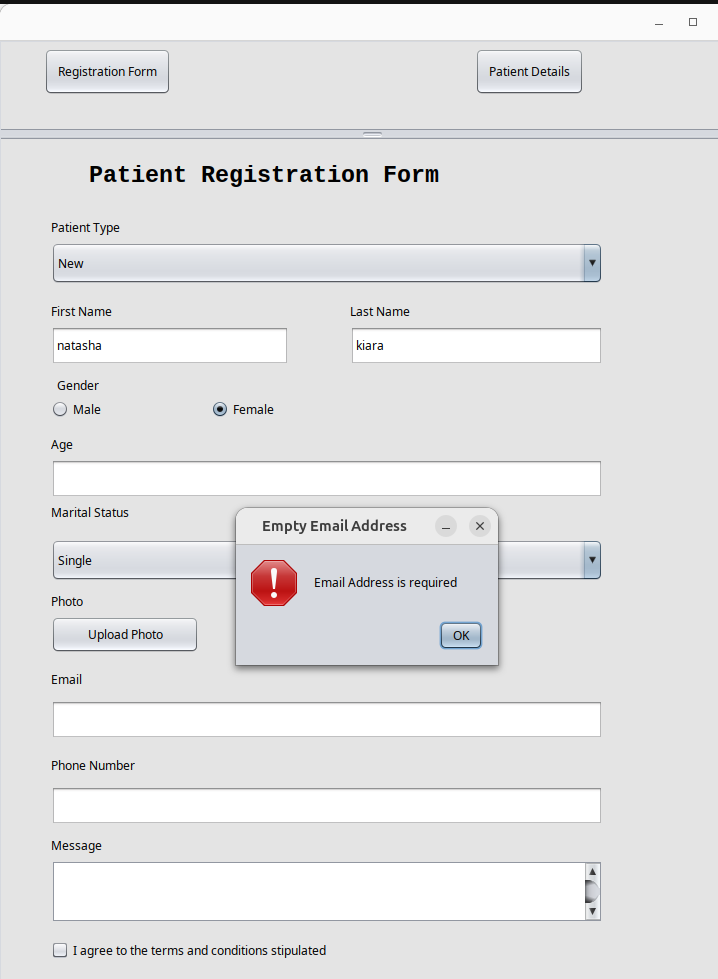 Registration Form Patient Details
Patient Registration Form
Patient Type
New
First Name Last Name
natasha kiara
Gender
Male Female
Age
Marital Status
Single
Empty Email Address
Email Address is required
OK
Photo
Upload Photo
Email
Phone Number
Message
I agree to the terms and conditions stipulated